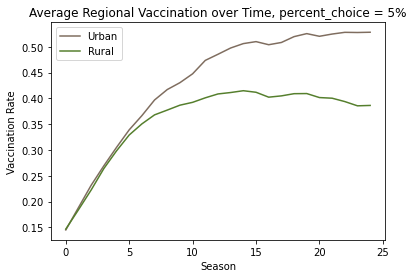 Average Regional Vaccination over Time, percent_choice = 5%
Urban
Rural
Vaccination Rate
0.50
0.45
0.40
0.35
0.30
0.25
0.20
0.15
0
5
10
15
20
25
Season